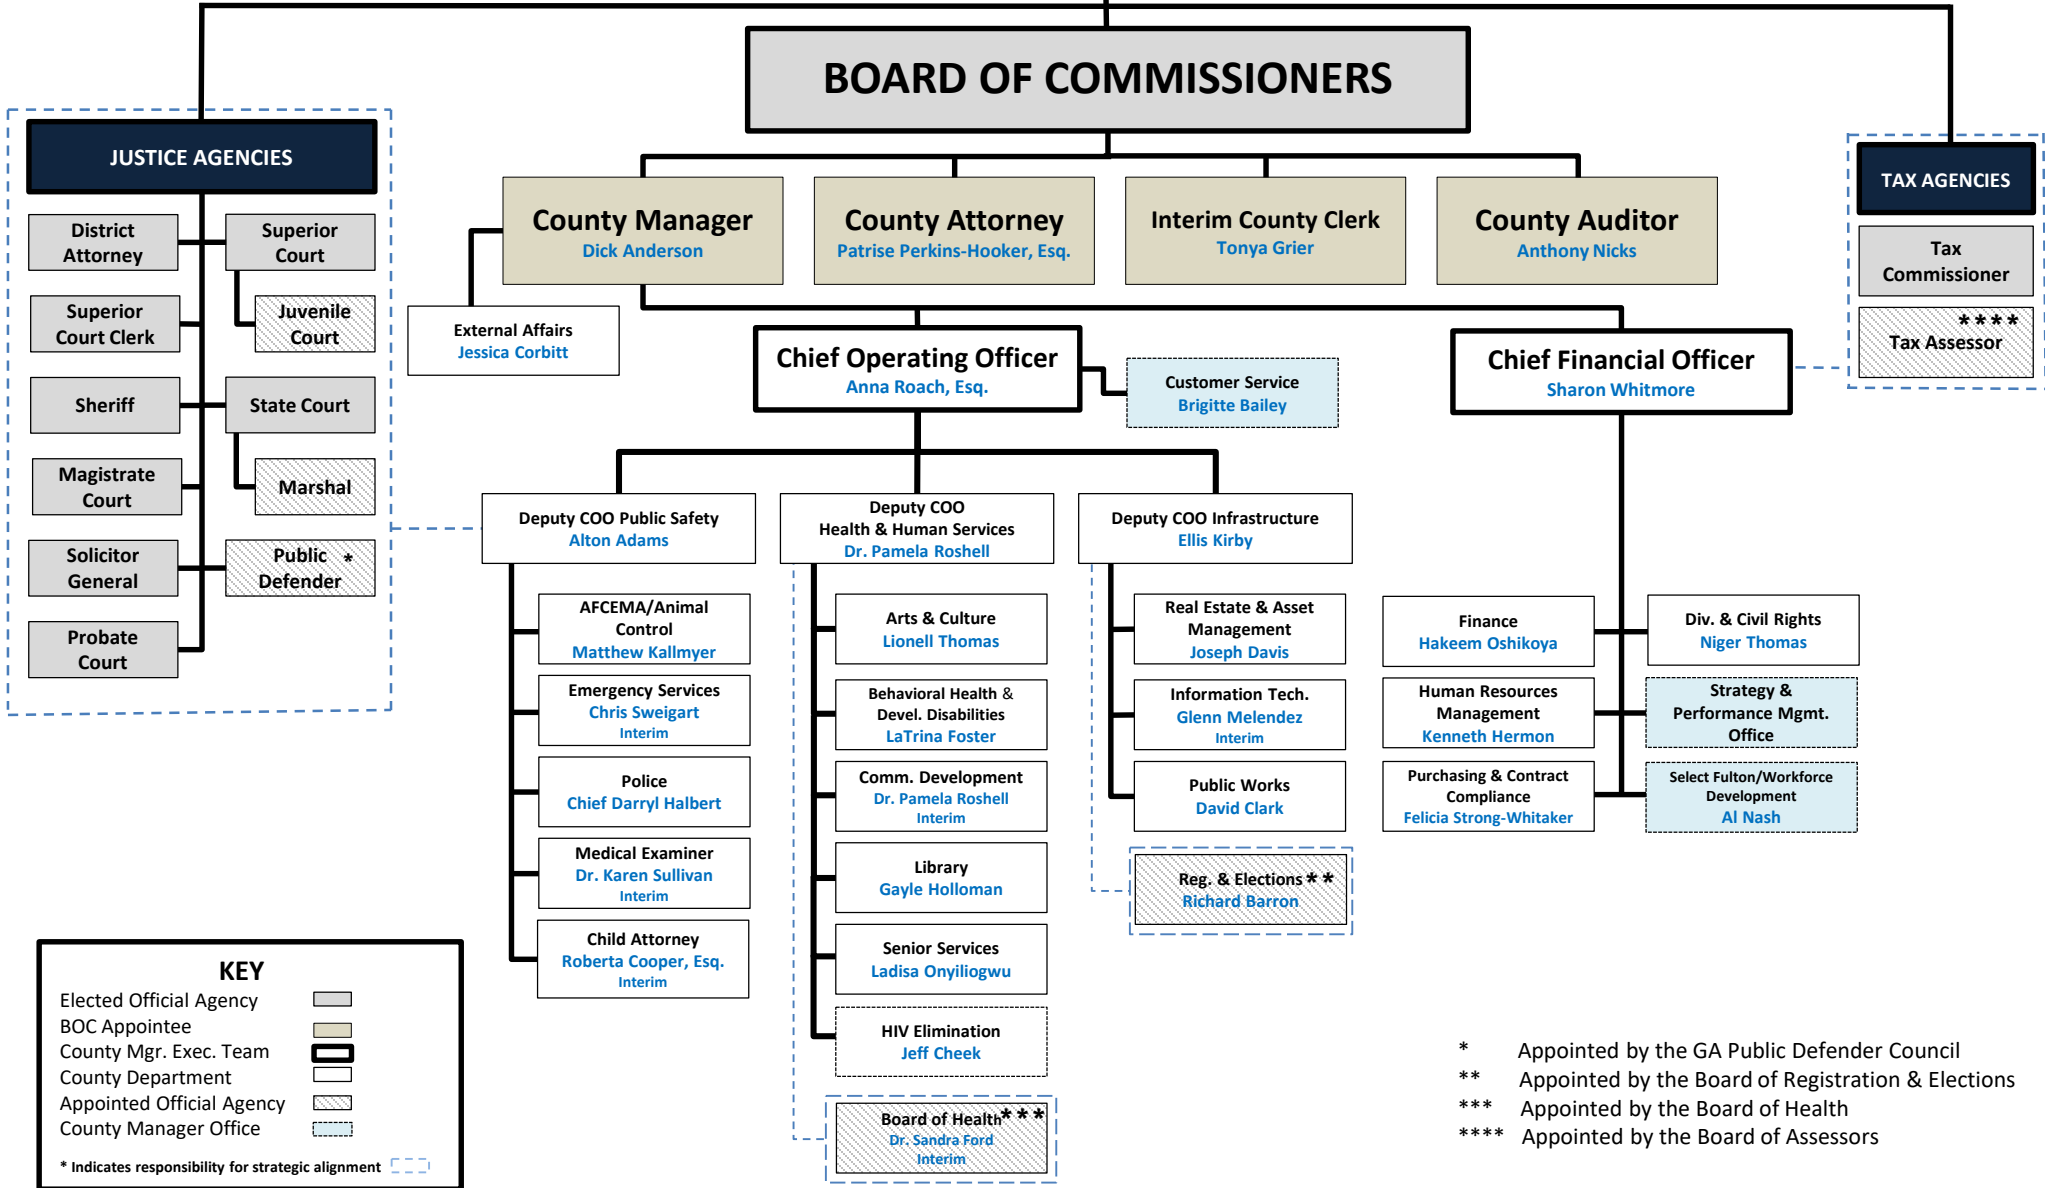 BOARD OF COMMISSIONERS
JUSTICE AGENCIES
District
Attorney
Superior
Court
Superior
Court Clerk
Juvenile
Court
Sheriff
State Court
Magistrate
Court
Marshal
Solicitor
General
Public *
Defender
Probate
Court
TAX AGENCIES
Tax
Commissioner
****
Tax Assessor
County Manager
Dick Anderson
County Attorney
Patrise Perkins-Hooker, Esq.
Interim County Clerk
Tonya Grier
County Auditor
Anthony Nicks
External Affairs
Jessica Corbitt
Chief Operating Officer
Anna Roach, Esq.
Customer Service
Brigitte Bailey
Chief Financial Officer
Sharon Whitmore
Deputy COO Public Safety
Alton Adams
Deputy COO
Health & Human Services
Dr. Pamela Roshell
Deputy COO Infrastructure
Ellis Kirby
AFCEMA/Animal
Control
Matthew Kallmyer
Emergency Services
Chris Sweigart
Interim
Police
Chief Darryl Halbert
Medical Examiner
Dr. Karen Sullivan
Interim
Child Attorney
Roberta Cooper, Esq.
Interim
Arts & Culture
Lionell Thomas
Behavioral Health &
Devel. Disabilities
LaTrina Foster
Comm. Development
Dr. Pamela Roshell
Interim
Library
Gayle Holloman
Senior Services
Ladisa Onyiliogwu
HIV Elimination
Jeff Cheek
Board of Health***
Dr. Sandra Ford
Interim
Real Estate & Asset
Management
Joseph Davis
Information Tech.
Glenn Melendez
Interim
Public Works
David Clark
Reg. & Elections **
Richard Barron
Finance
Hakeem Oshikoya
Div. & Civil Rights
Niger Thomas
Human Resources
Management
Kenneth Hermon
Strategy &
Performance Mgmt.
Office
Purchasing & Contract
Compliance
Felicia Strong-Whitaker
Select Fulton/Workforce
Development
Al Nash
KEY
Elected Official Agency
BOC Appointee
County Mgr. Exec. Team
County Department
Appointed Official Agency
County Manager Office
* Indicates responsibility for strategic alignment
* Appointed by the GA Public Defender Council
** Appointed by the Board of Registration & Elections
*** Appointed by the Board of Health
**** Appointed by the Board of Assessors